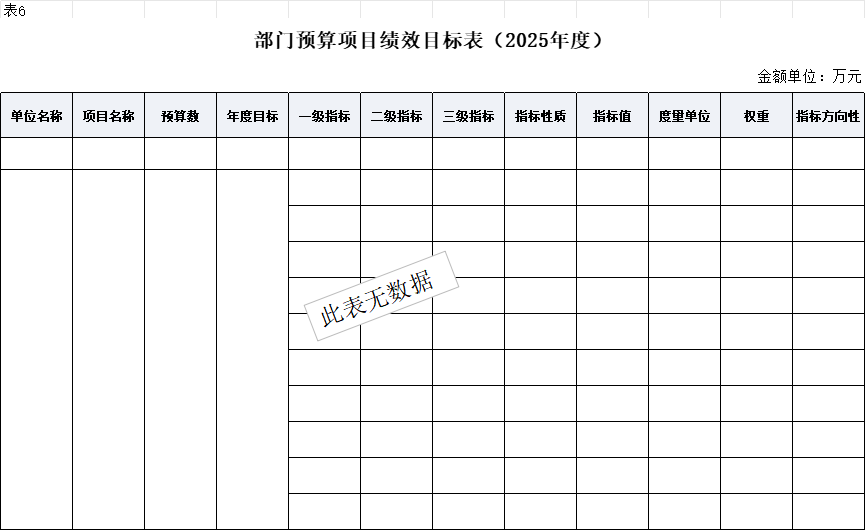 表6
部门预算项目绩效目标表（2025年度）
金额单位：万元
单位名称 项目名称 预算数 年度目标 一级指标 二级指标 三级指标 指标性质 指标值 度量单位 权重 指标方向性
此表无数据